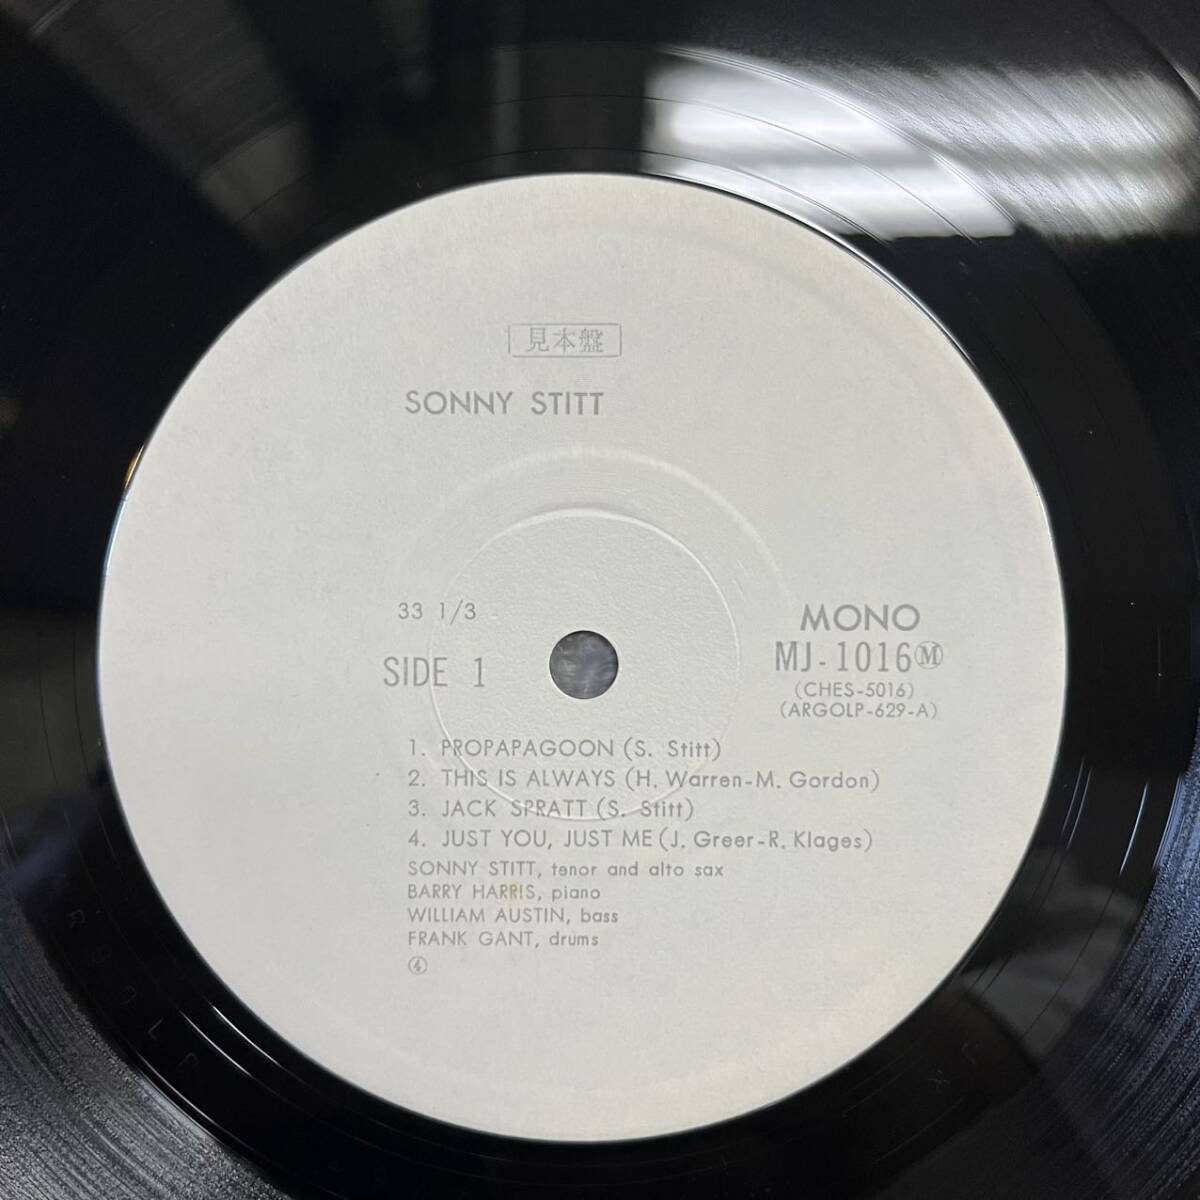 見本盤
SONNY STITT
33 1/3
SIDE 1
MONO
MJ-1016Ⓜ
(CHES-5016)
(ARGOLP-629-A)
1. PROPAPAGOON (S. Stitt)
2. THIS IS ALWAYS (H. Warren-M. Gordon)
3. JACK SPRATT (S. Stitt)
4. JUST YOU, JUST ME (J. Greer-R. Klages)
SONNY STITT, tenor and alto sax
BARRY HARRIS, piano
WILLIAM AUSTIN, bass
FRANK GANT, drums
④